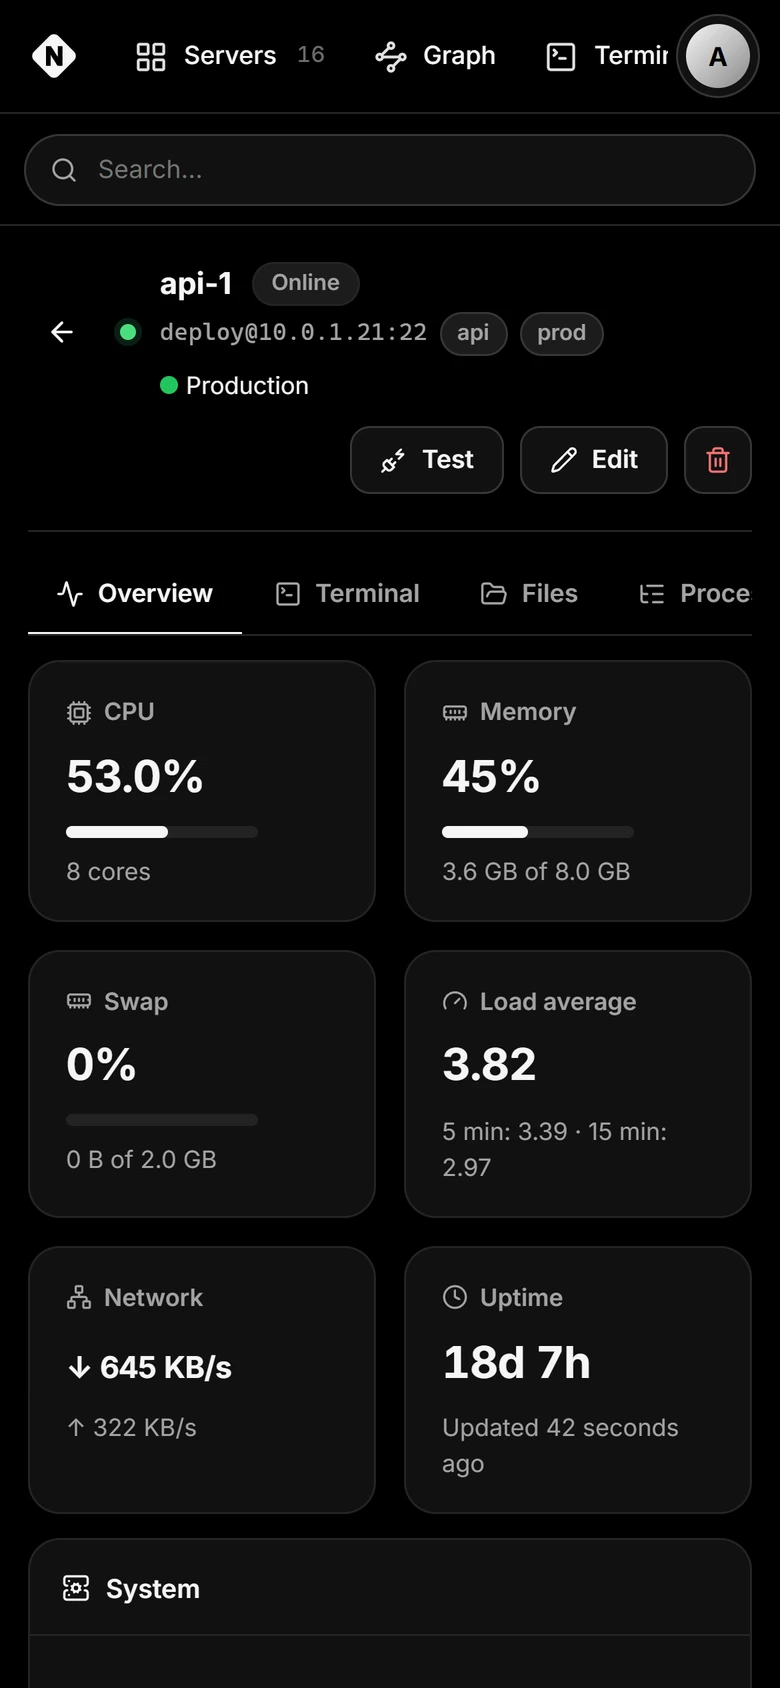 N
Servers 16
Graph
Termin
A
Search...
api-1
Online
deploy@10.0.1.21:22
api
prod
Production
Test
Edit
Overview
Terminal
Files
Proce
CPU
53.0%
8 cores
Memory
45%
3.6 GB of 8.0 GB
Swap
0%
0 B of 2.0 GB
Load average
3.82
5 min: 3.39 · 15 min:
2.97
Network
↓ 645 KB/s
↑ 322 KB/s
Uptime
18d 7h
Updated 42 seconds
ago
System